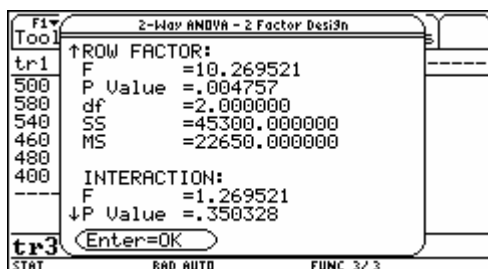 F1▾
Tool
2-Way ANOVA - 2 Factor Design
s
↑ROW FACTOR:
F =10.269521
P Value =.004757
df =2.000000
SS =45300.000000
MS =22650.000000
INTERACTION:
F =1.269521
↓P Value =.350328
Enter=OK
tr1
500
580
540
460
480
400
tr3
STAT RAD AUTO FUNC 3/3